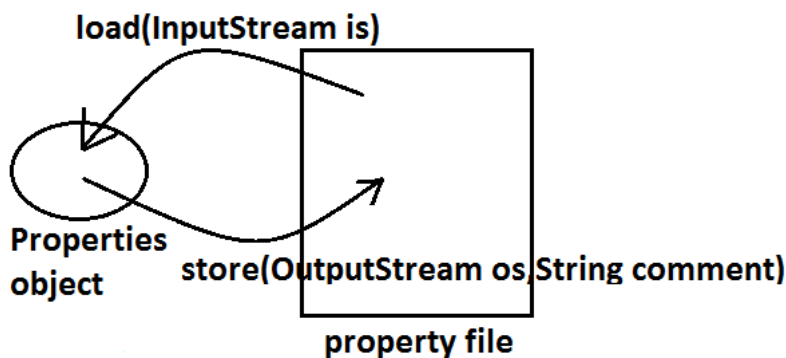 load(InputStream is)
Properties
object
store(OutputStream os,String comment)
property file